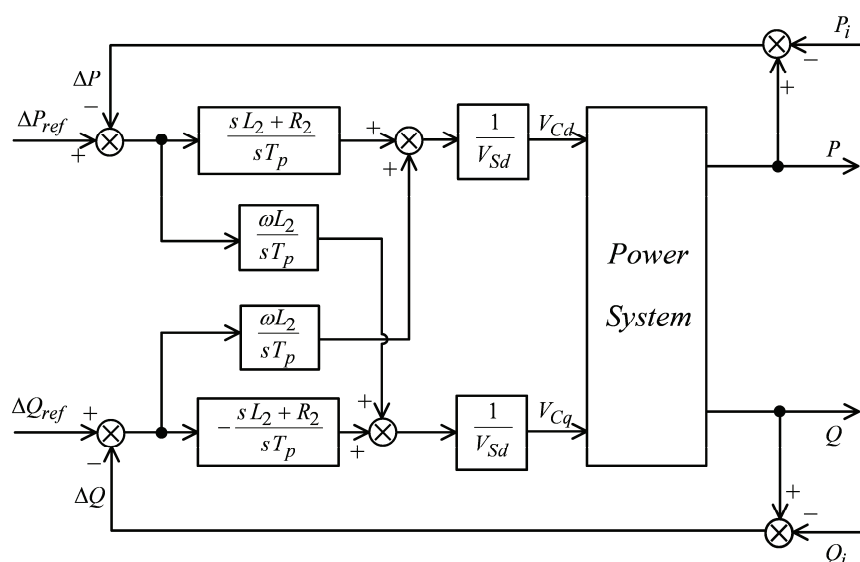 P_i
ΔP
−
−
+
ΔP_ref
+
sL_2 + R_2
sT_p
+
+
1
V_Sd
V_Cd
P
ωL_2
sT_p
Power
System
ωL_2
sT_p
ΔQ_ref
+
−
-sL_2 + R_2
sT_p
+
+
1
V_Sd
V_Cq
Q
ΔQ
+
−
Q_i